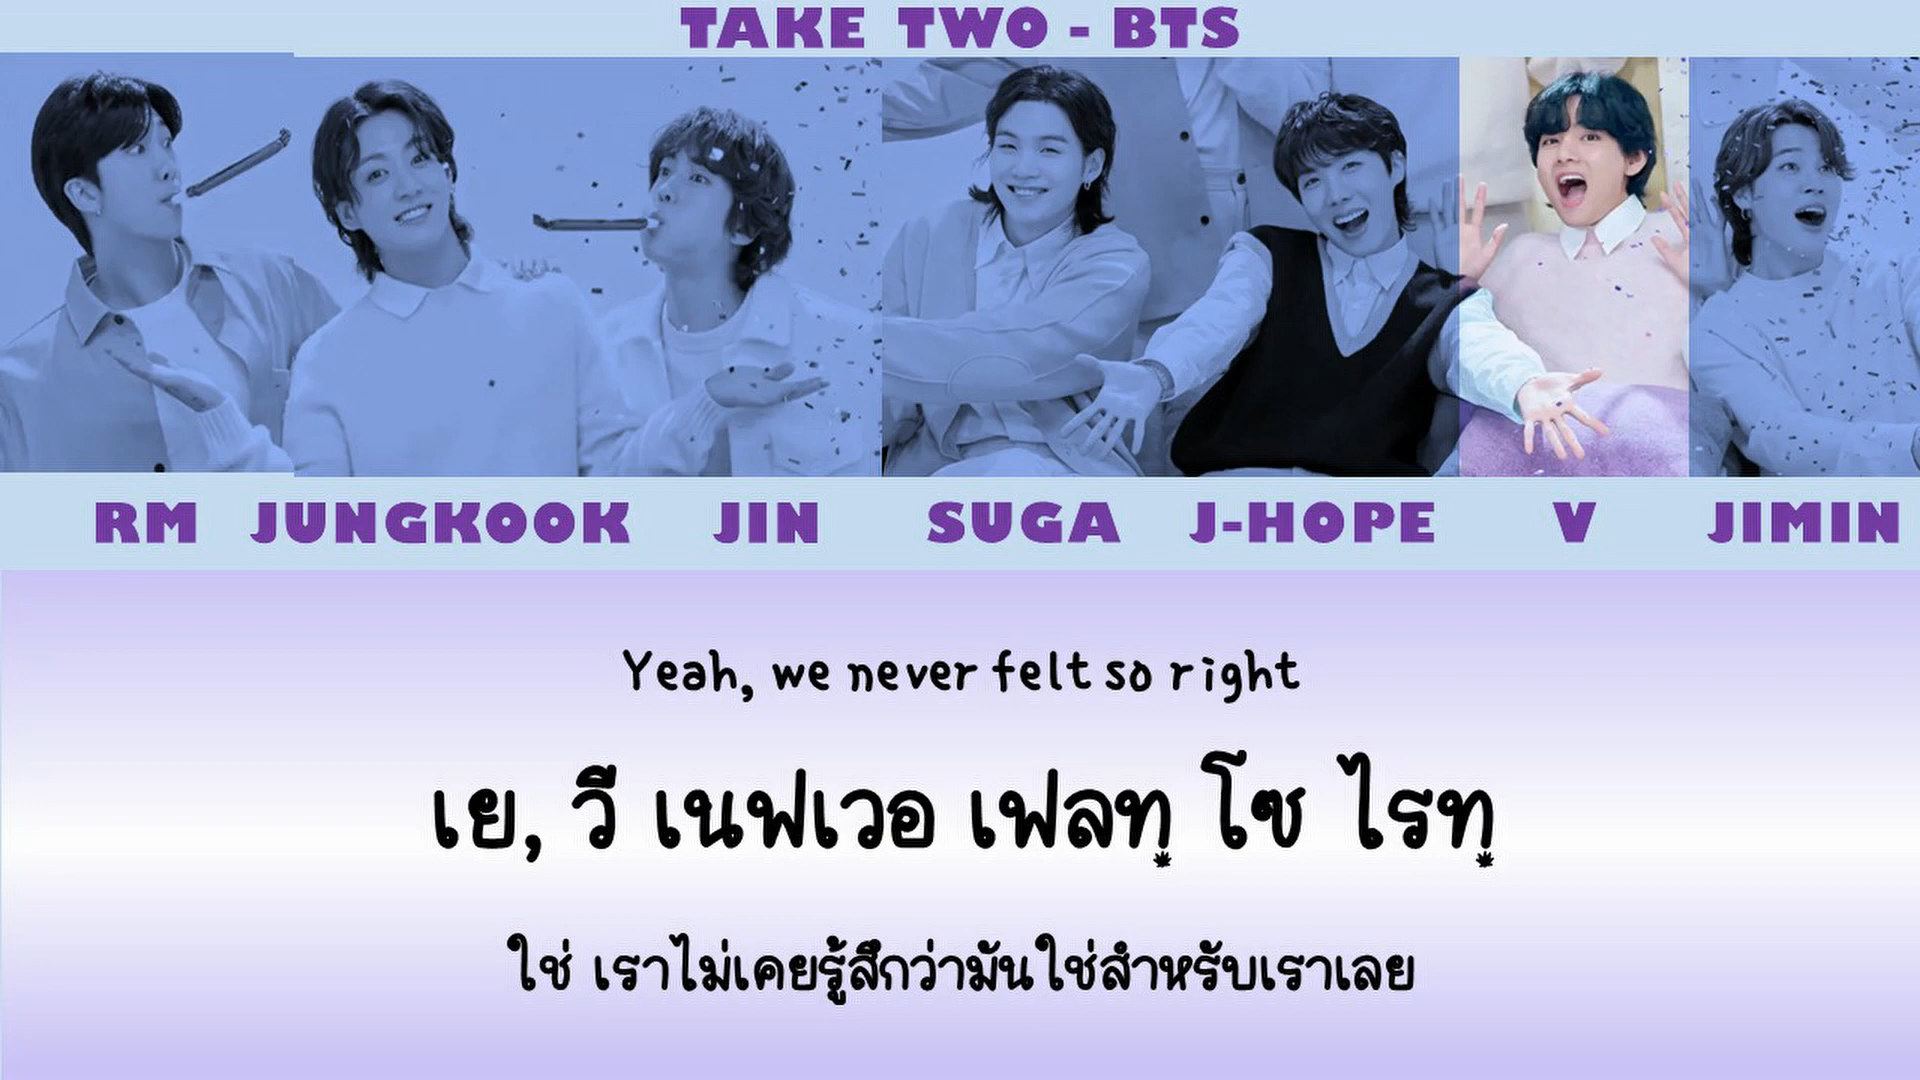 TAKE TWO - BTS
RM JUNGKOOK JIN SUGA J-HOPE V JIMIN
Yeah, we never felt so right
เย, วี เนฟเวอ เฟลทฺ โซ ไรทฺ
ใช่ เราไม่เคยรู้สึกว่ามันใช่สำหรับเราเลย